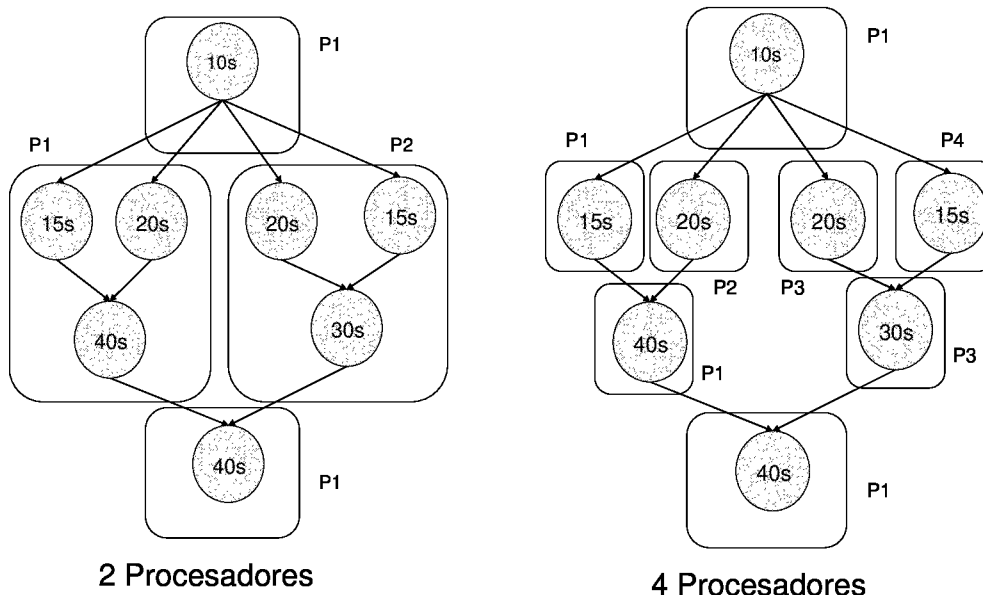 10s
P1
P1
P2
15s
20s
20s
15s
40s
30s
40s
P1
2 Procesadores
10s
P1
P1
P4
15s
20s
20s
15s
P2
P3
40s
30s
P1
P3
40s
P1
4 Procesadores